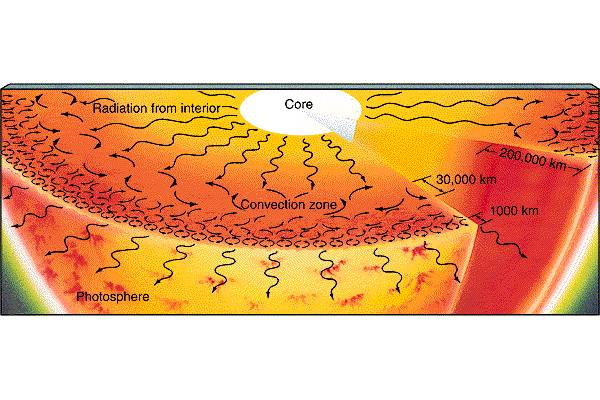 Core
Radiation from interior
200,000 km
30,000 km
Convection zone
1000 km
Photosphere